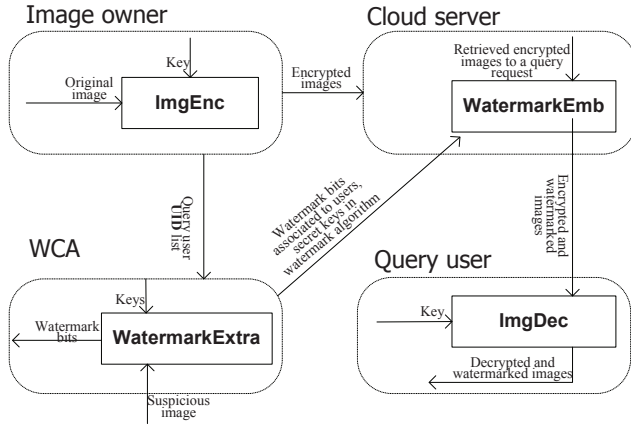 Image owner
Key
Original
image
ImgEnc
Encrypted
images
Cloud server
Retrieved encrypted
images to a query
request
WatermarkEmb
Query user
UID list
Watermark bits
associated to users,
secret keys in
watermark algorithm
Encrypted and
watermarked
images
WCA
Keys
Watermark
bits
WatermarkExtra
Suspicious
image
Query user
Key
ImgDec
Decrypted and
watermarked images